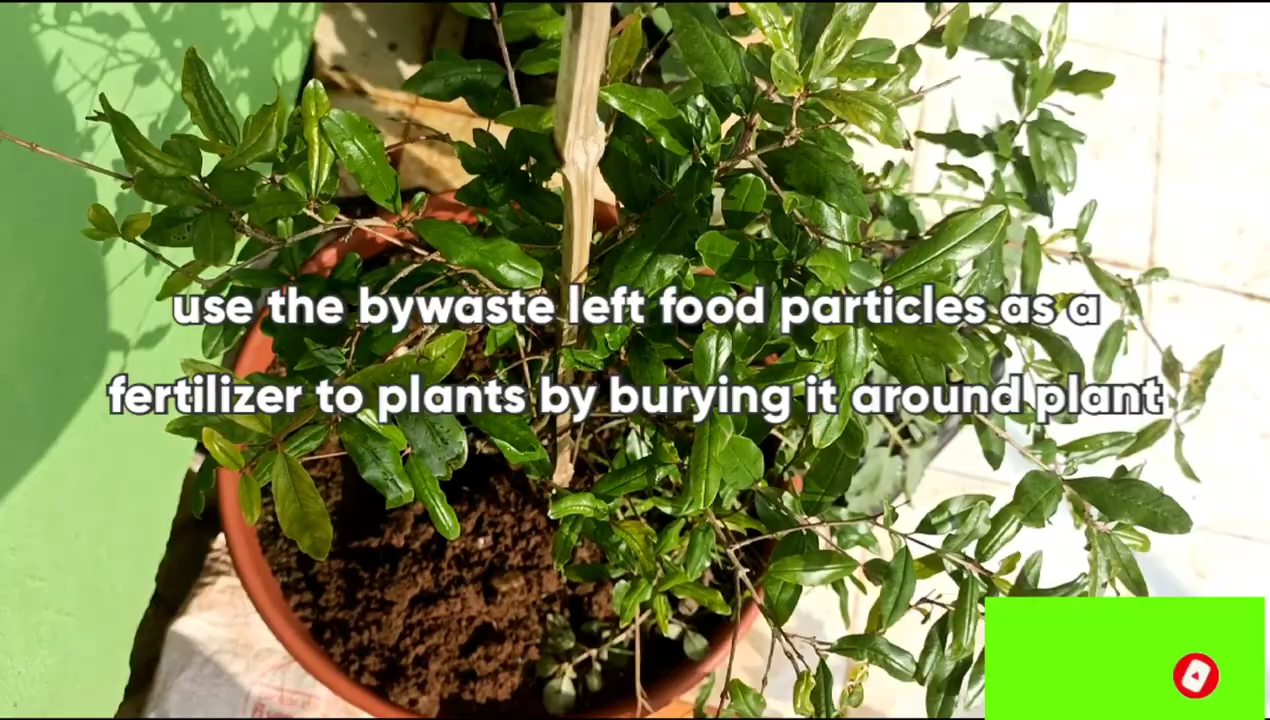 use the bywaste left food particles as a
fertilizer to plants by burying it around plant